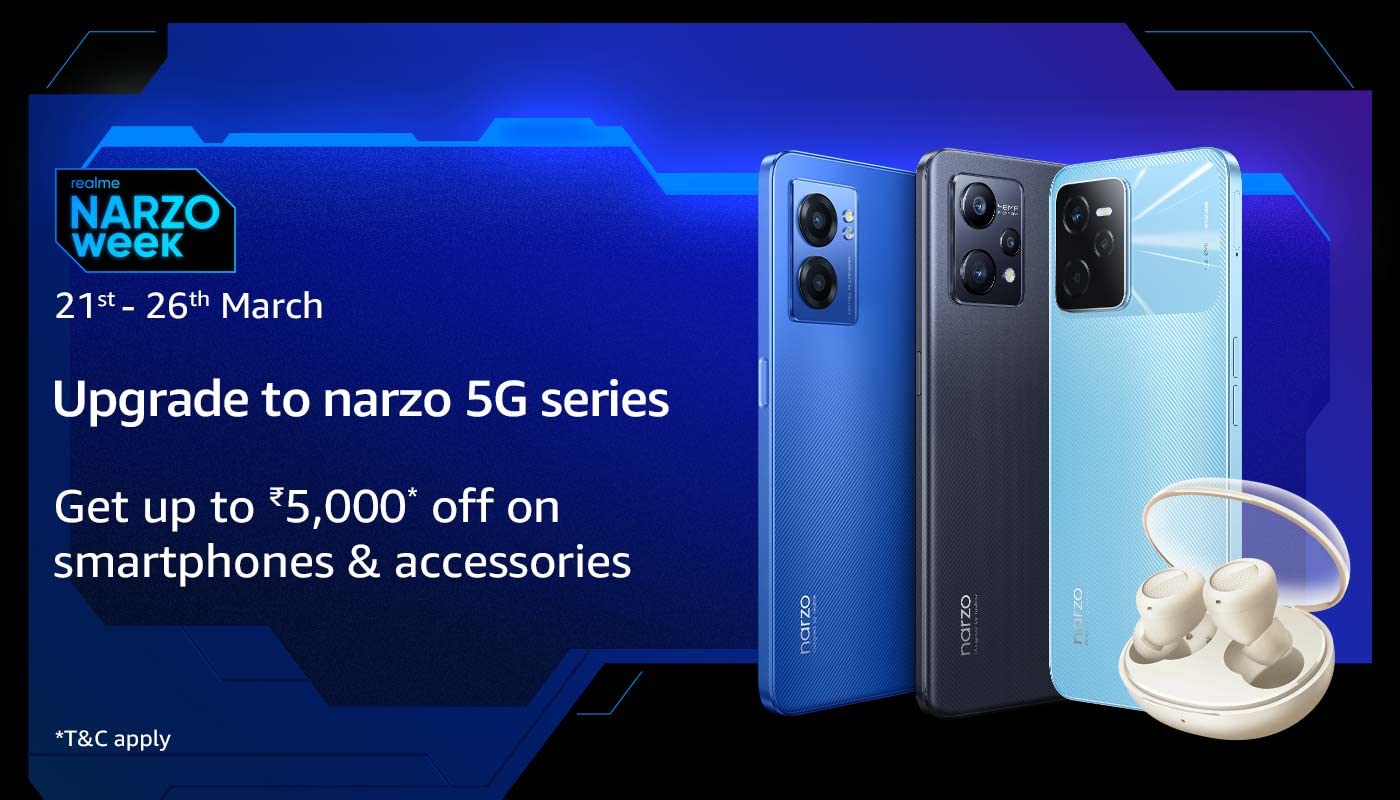 realme
NARZO
week
21st - 26th March
Upgrade to narzo 5G series
Get up to ₹5,000* off on
smartphones & accessories
*T&C apply
narzo
narzo
narzo